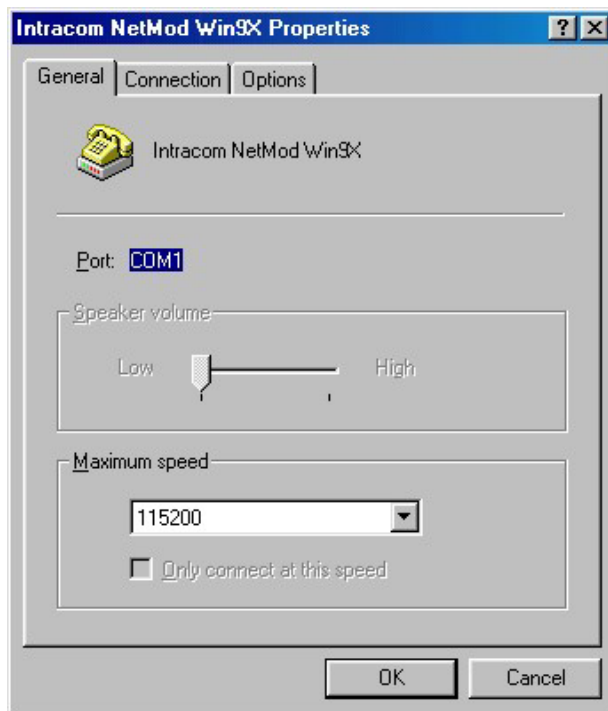 Intracom NetMod Win9X Properties
General Connection Options
Intracom NetMod Win9X
Port: COM1
Speaker volume
Low High
Maximum speed
115200
Only connect at this speed
OK Cancel